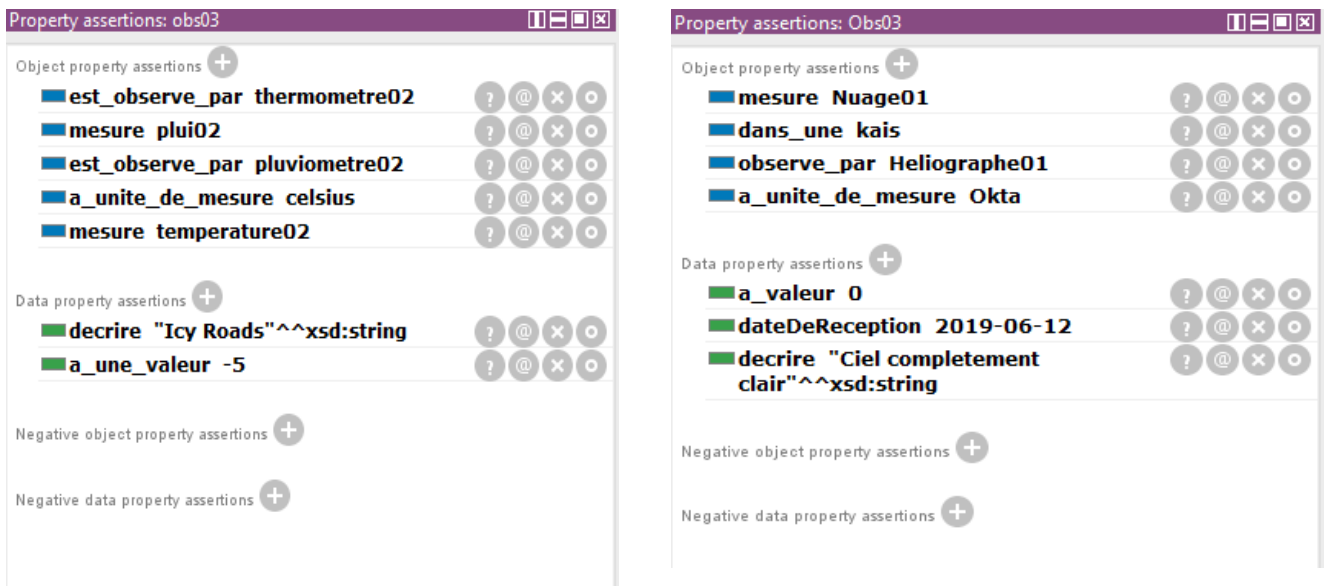 Property assertions: obs03
Object property assertions
est_observe_par thermometre02
mesure plui02
est_observe_par pluviometre02
a_unite_de_mesure celsius
mesure temperature02
Data property assertions
decrire "Icy Roads"^^xsd:string
a_une_valeur -5
Negative object property assertions
Negative data property assertions
Property assertions: Obs03
Object property assertions
mesure Nuage01
dans_une kais
observe_par Heliographe01
a_unite_de_mesure Okta
Data property assertions
a_valeur 0
dateDeReception 2019-06-12
decrire "Ciel completement
clair"^^xsd:string
Negative object property assertions
Negative data property assertions